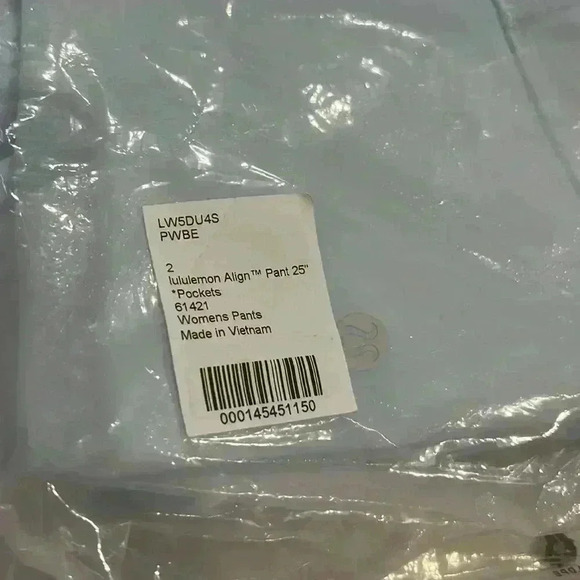 LW5DU4S
PWBE
2
lululemon Align™ Pant 25"
*Pockets
61421
Womens Pants
Made in Vietnam
000145451150